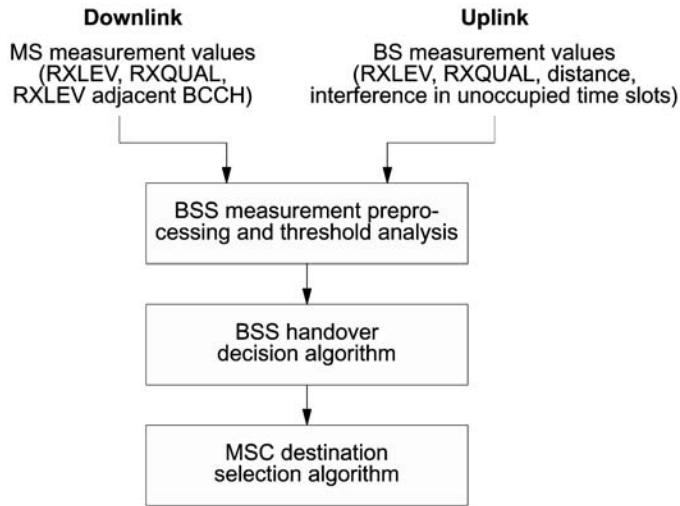 Downlink
MS measurement values
(RXLEV, RXQUAL,
RXLEV adjacent BCCH)
Uplink
BS measurement values
(RXLEV, RXQUAL, distance,
interference in unoccupied time slots)
BSS measurement prepro-
cessing and threshold analysis
BSS handover
decision algorithm
MSC destination
selection algorithm